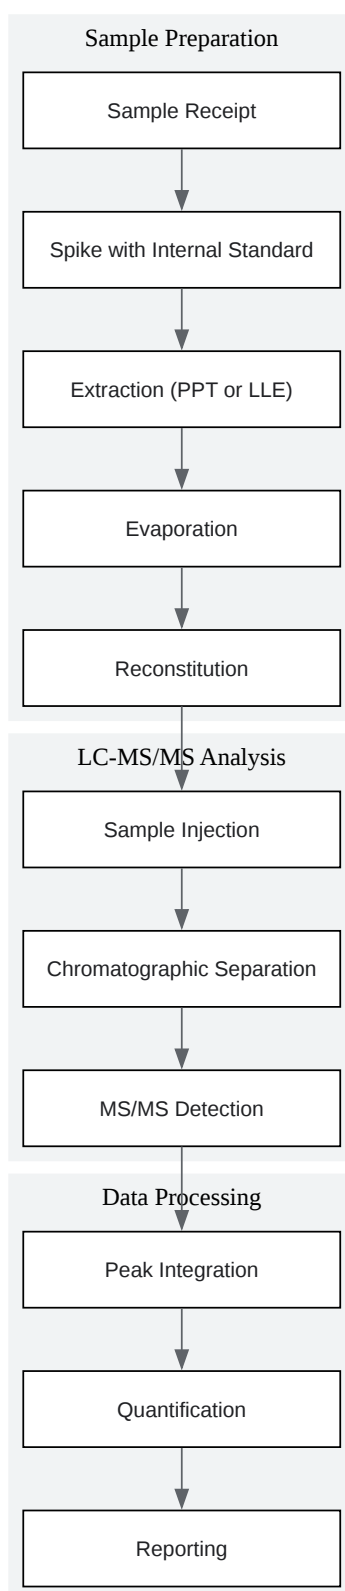 Sample Preparation
Sample Receipt
Spike with Internal Standard
Extraction (PPT or LLE)
Evaporation
Reconstitution
LC-MS/MS Analysis
Sample Injection
Chromatographic Separation
MS/MS Detection
Data Processing
Peak Integration
Quantification
Reporting